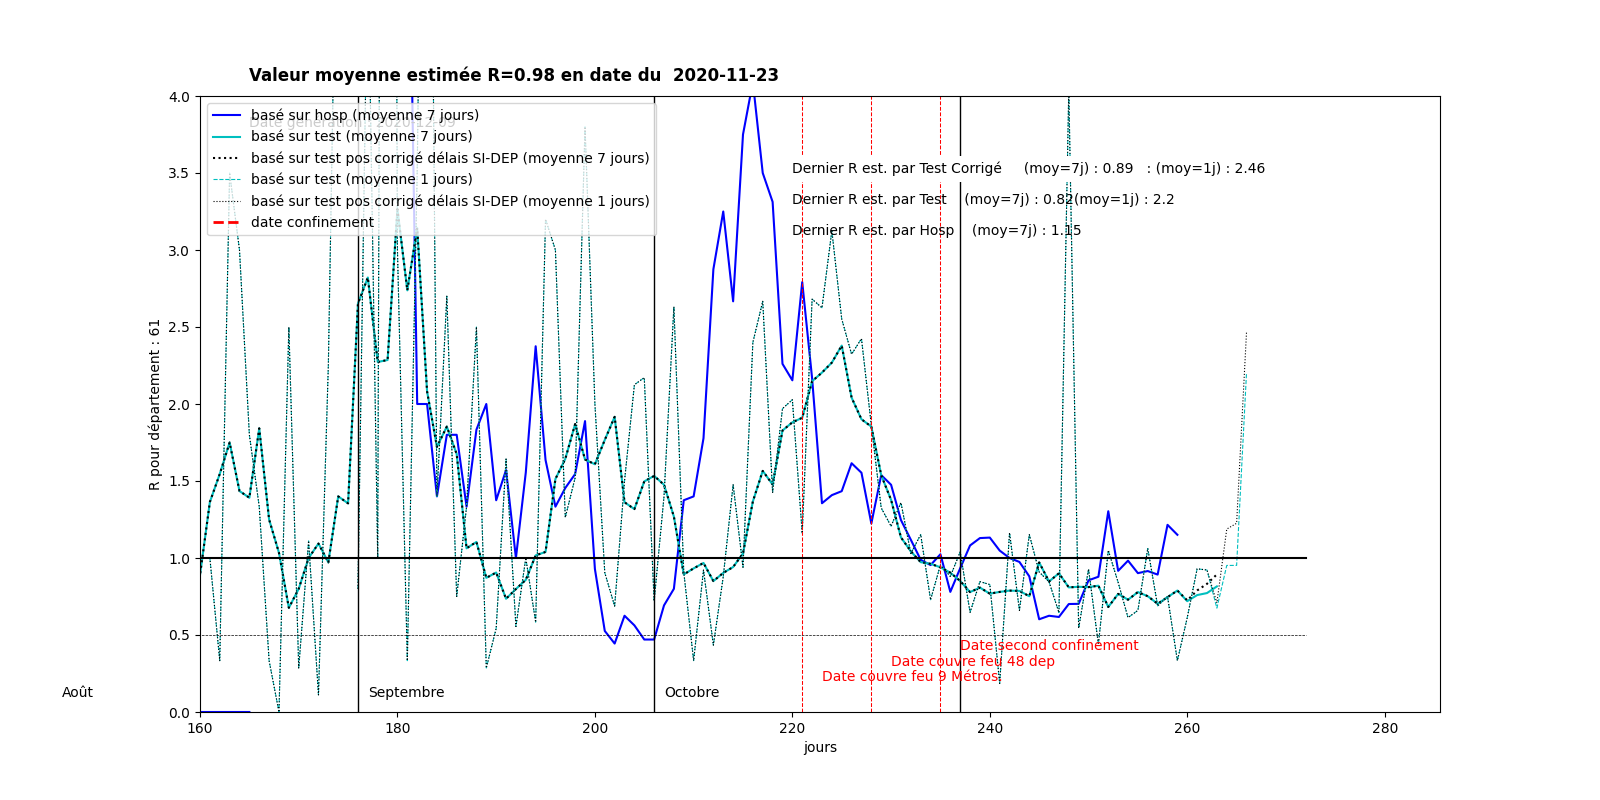 Valeur moyenne estimée R=0.98 en date du  2020-11-23
Date génération : 2020-12-09
basé sur hosp (moyenne 7 jours)
basé sur test (moyenne 7 jours)
basé sur test pos corrigé délais SI-DEP (moyenne 7 jours)
basé sur test (moyenne 1 jours)
basé sur test pos corrigé délais SI-DEP (moyenne 1 jours)
date confinement
Dernier R est. par Test Corrigé     (moy=7j) : 0.89   : (moy=1j) : 2.46
Dernier R est. par Test    (moy=7j) : 0.82(moy=1j) : 2.2
Dernier R est. par Hosp    (moy=7j) : 1.15
R pour département : 61
4.0
3.5
3.0
2.5
2.0
1.5
1.0
0.5
0.0
Date second confinement
Date couvre feu 48 dep
Date couvre feu 9 Métros
Août
Septembre
Octobre
160
180
200
220
240
260
280
jours